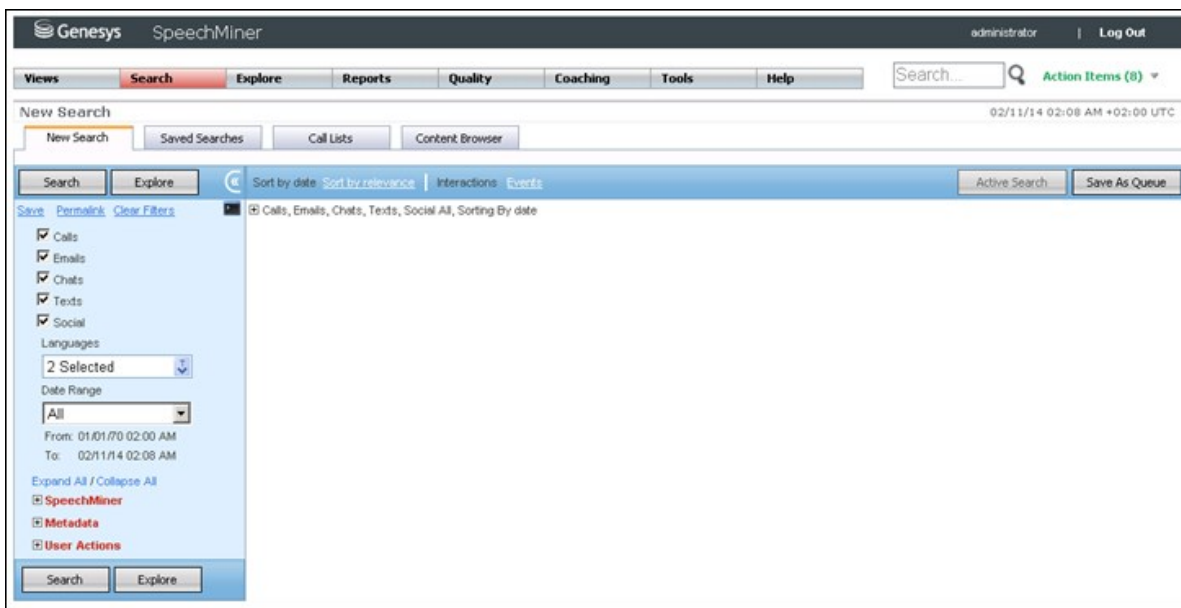 Genesys SpeechMiner administrator | Log Out
Views Search Explore Reports Quality Coaching Tools Help Search... Action Items (8)
New Search 02/11/14 02:08 AM +02:00 UTC
New Search Saved Searches Call Lists Content Browser
Search Explore Sort by date Sort by relevance Interactions Events Active Search Save As Queue
Save Permalink Clear Filters Calls, Emails, Chats, Texts, Social All, Sorting By date
Calls
Emails
Chats
Texts
Social
Languages
2 Selected
Date Range
All
From: 01/01/70 02:00 AM
To: 02/11/14 02:08 AM
Expand All / Collapse All
SpeechMiner
Metadata
User Actions
Search Explore